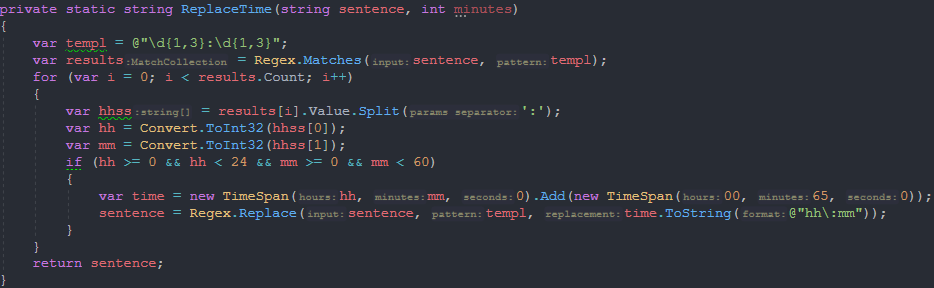 private static string ReplaceTime(string sentence, int minutes)
{
var templ = @"\d{1,3}:\d{1,3}";
var results:MatchCollection = Regex.Matches(input:sentence, pattern:templ);
for (var i = 0; i < results.Count; i++)
{
var hhss:string[] = results[i].Value.Split(params separator:':');
var hh = Convert.ToInt32(hhss[0]);
var mm = Convert.ToInt32(hhss[1]);
if (hh >= 0 && hh < 24 && mm >= 0 && mm < 60)
{
var time = new TimeSpan(hours:hh, minutes:mm, seconds:0).Add(new TimeSpan(hours:00, minutes:65, seconds:0));
sentence = Regex.Replace(input:sentence, pattern:templ, replacement:time.ToString(format:@"hh\:mm"));
}
}
return sentence;
}